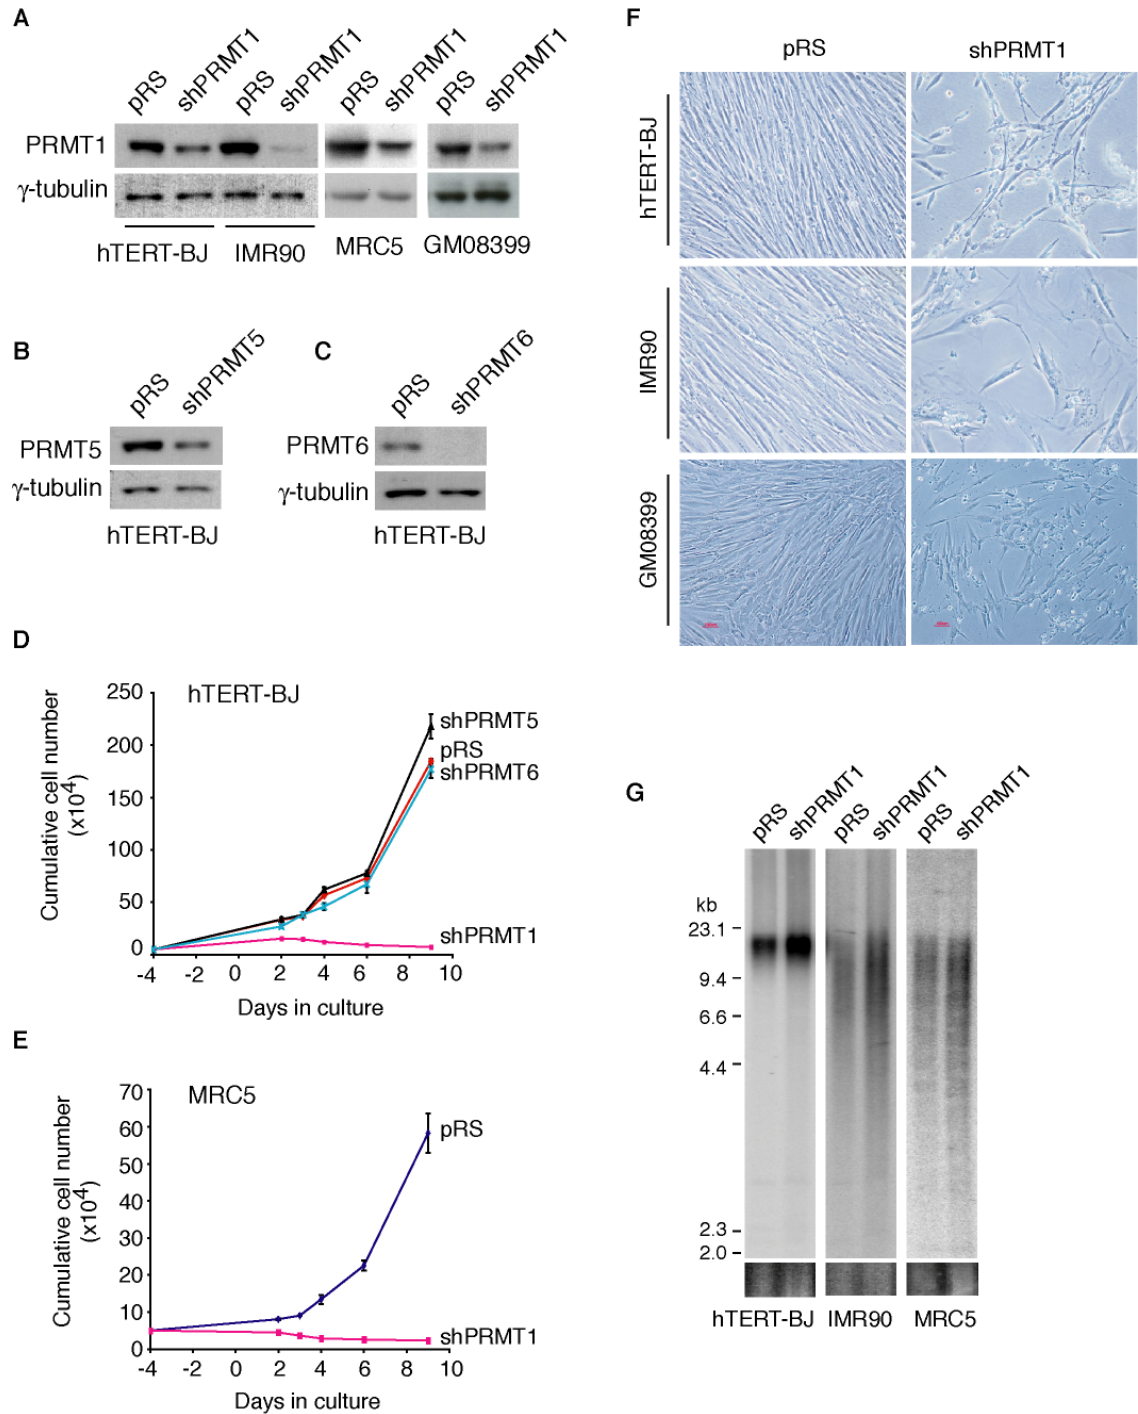 A
pRS shPRMT1 pRS shPRMT1 pRS shPRMT1 pRS shPRMT1
PRMT1
γ-tubulin
hTERT-BJ IMR90 MRC5 GM08399
B
pRS shPRMT5
PRMT5
γ-tubulin
hTERT-BJ
C
pRS shPRMT6
PRMT6
γ-tubulin
hTERT-BJ
D
hTERT-BJ
Cumulative cell number
(x10⁴)
250
200
150
100
50
0
shPRMT5
pRS
shPRMT6
shPRMT1
-4 -2 0 2 4 6 8 10
Days in culture
E
MRC5
Cumulative cell number
(x10⁴)
70
60
50
40
30
20
10
0
pRS
shPRMT1
-4 -2 0 2 4 6 8 10
Days in culture
F
pRS shPRMT1
hTERT-BJ
IMR90
GM08399
G
pRS shPRMT1 pRS shPRMT1 pRS shPRMT1
kb
23.1
9.4
6.6
4.4
2.3
2.0
hTERT-BJ IMR90 MRC5